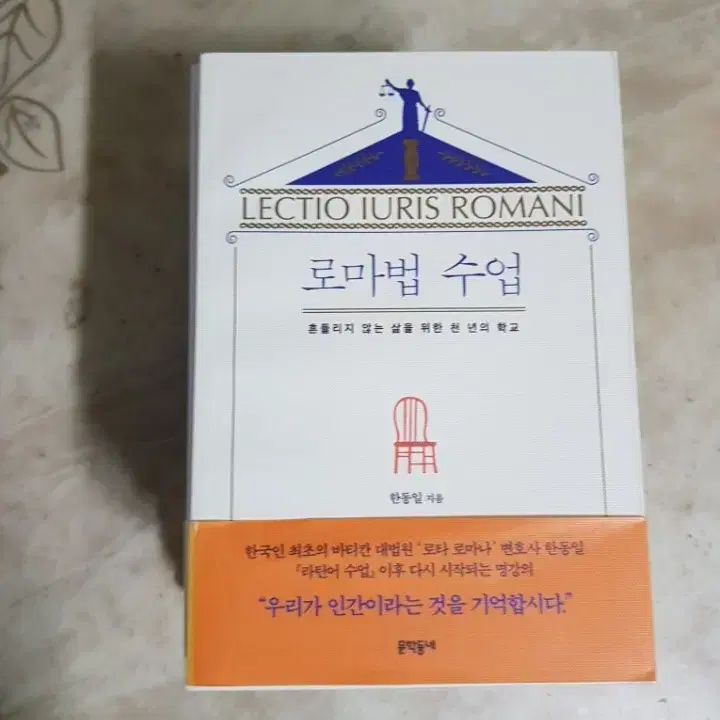 LECTIO IURIS ROMANI
로마법 수업
흔들리지 않는 삶을 위한 천 년의 학교
한동일 지음
한국인 최초의 바티칸 대법원 '로타 로마나' 변호사 한동일
『라틴어 수업』 이후 다시 시작되는 명강의
“우리가 인간이라는 것을 기억합시다.”
문학동네